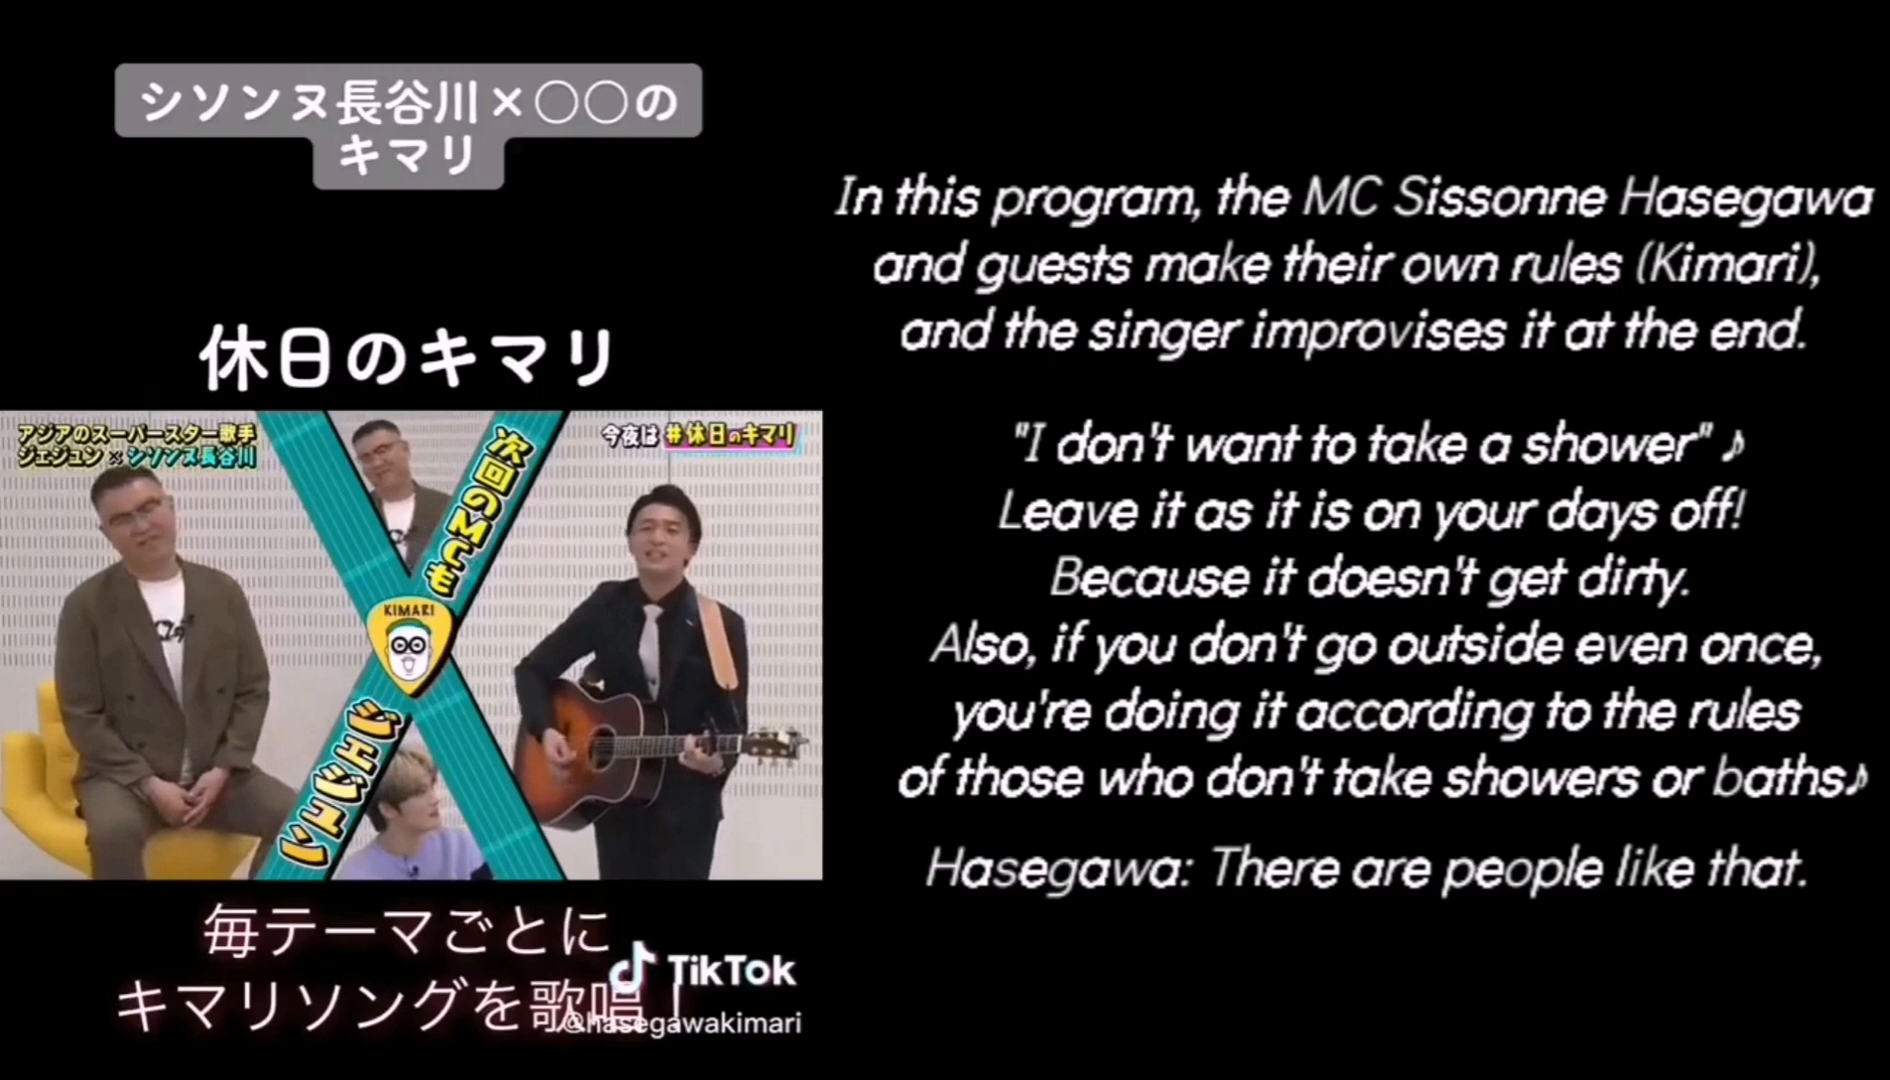 シソンヌ長谷川×○○の
キマリ
休日のキマリ
アジアのスーパースター歌手
ジェジュン × シソンヌ長谷川
今夜は #休日のキマリ
次回のMCも
KIMARI
ジェジュン
毎テーマごとに
キマリソングを歌唱!
TikTok
@hasegawakimari
In this program, the MC Sissonne Hasegawa
and guests make their own rules (Kimari),
and the singer improvises it at the end.
"I don't want to take a shower" ♪
Leave it as it is on your days off!
Because it doesn't get dirty.
Also, if you don't go outside even once,
you're doing it according to the rules
of those who don't take showers or baths♪
Hasegawa: There are people like that.